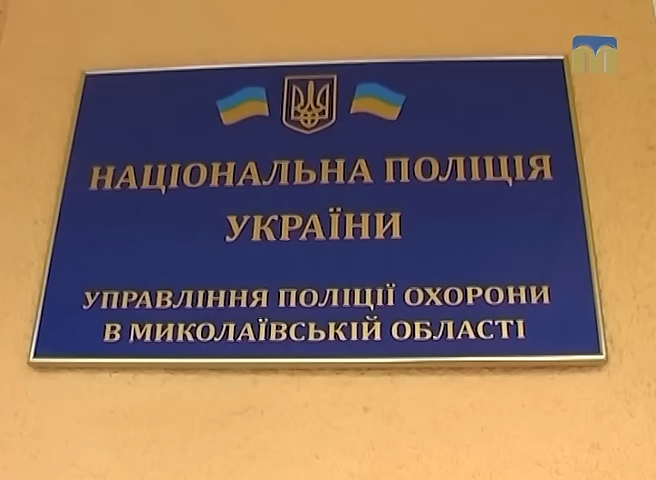 НАЦІОНАЛЬНА ПОЛІЦІЯ
УКРАЇНИ
УПРАВЛІННЯ ПОЛІЦІЇ ОХОРОНИ
В МИКОЛАЇВСЬКІЙ ОБЛАСТІ